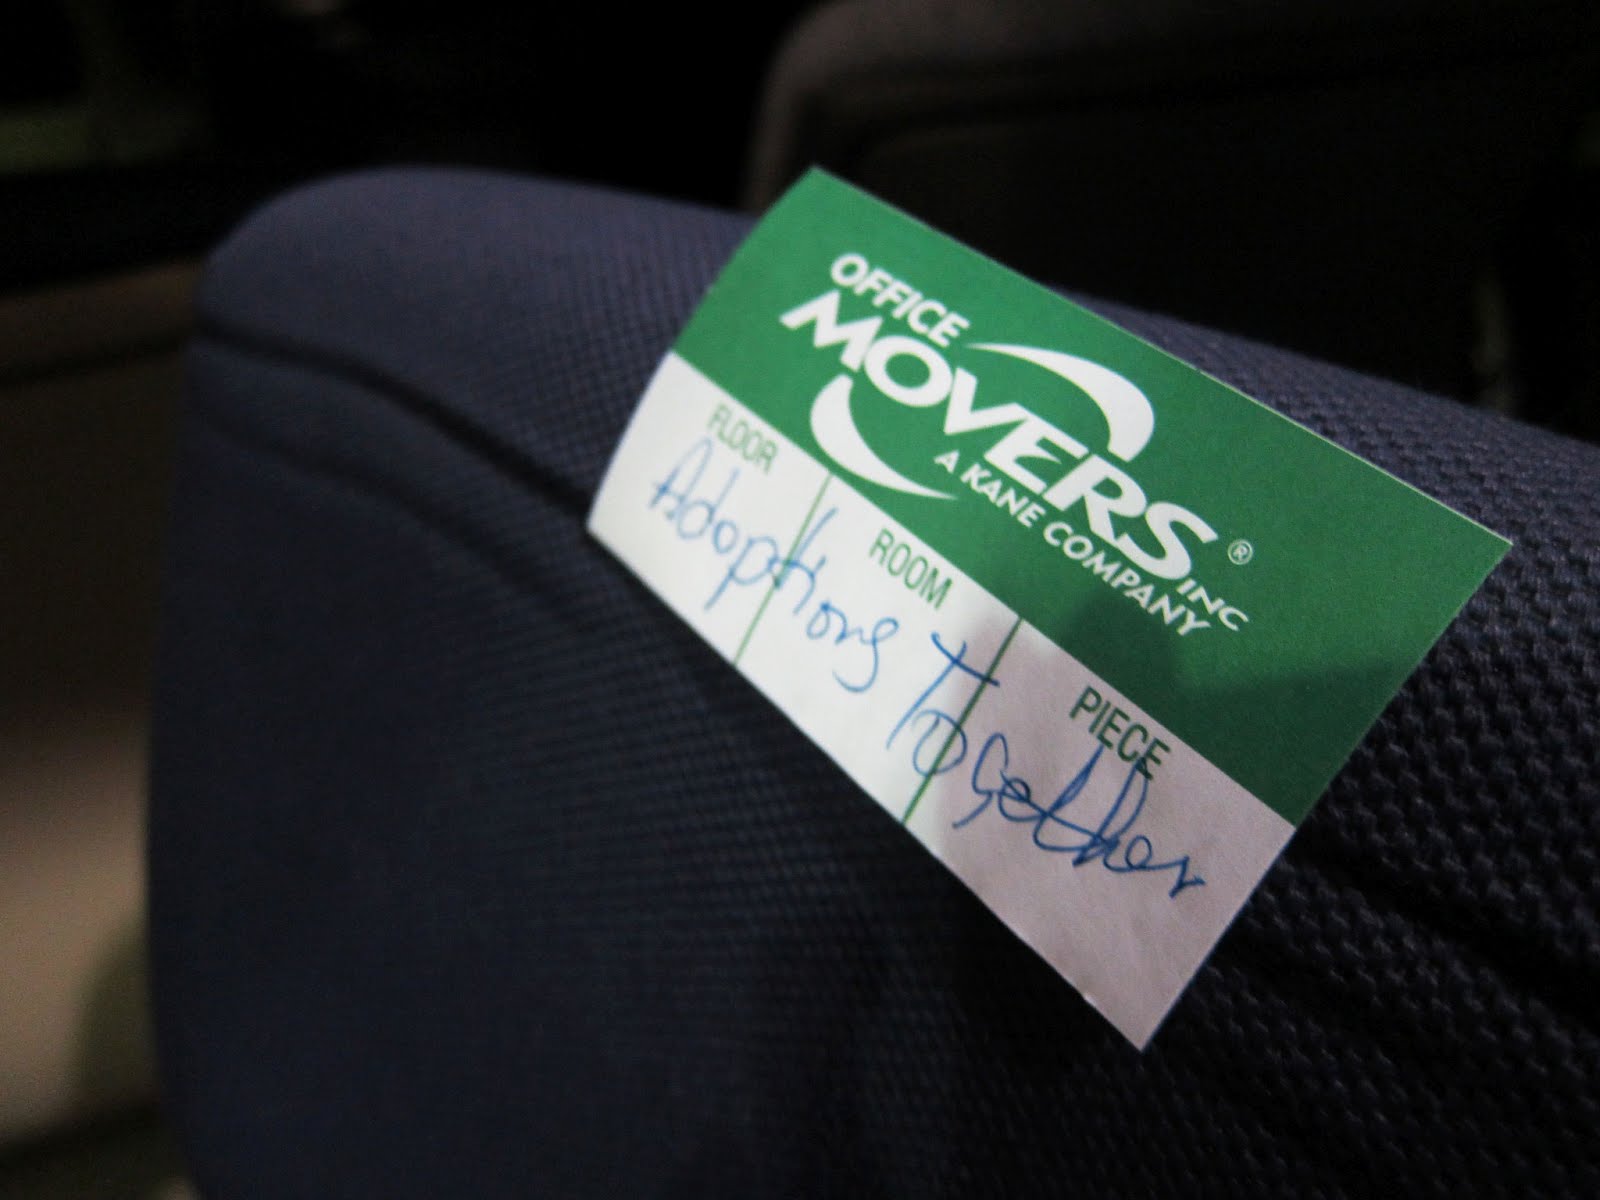 OFFICE
MOVERS INC ®
A KANE COMPANY
FLOOR ROOM PIECE
Adoptions Together